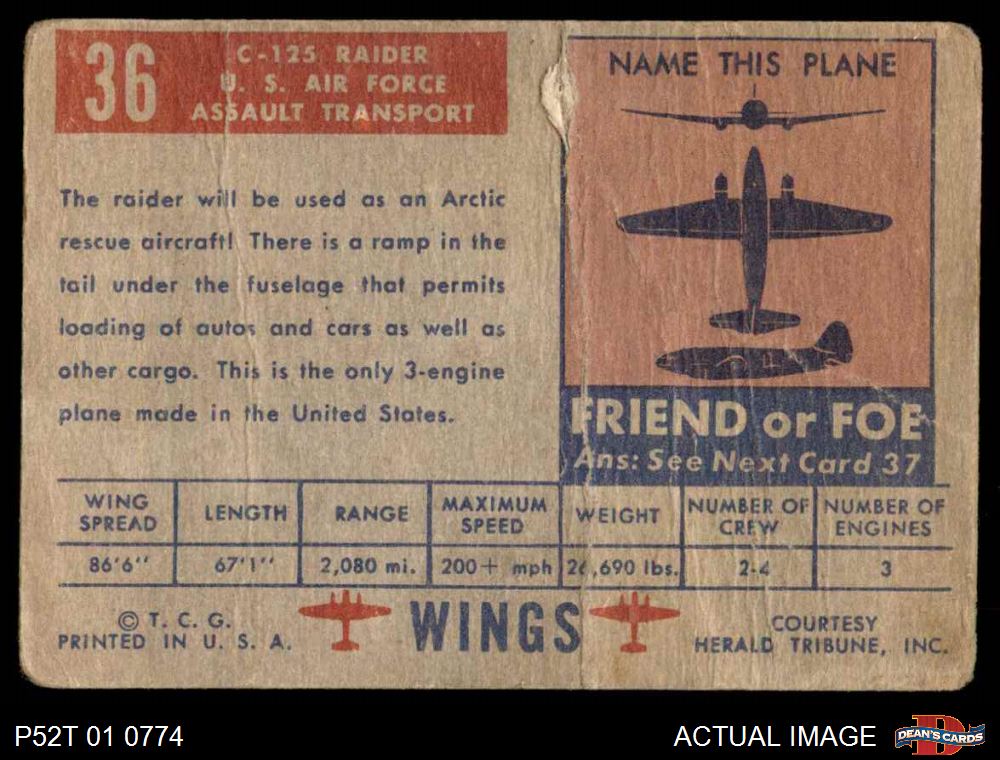 36
C-125 RAIDER
U. S. AIR FORCE
ASSAULT TRANSPORT
The raider will be used as an Arctic
rescue aircraft! There is a ramp in the
tail under the fuselage that permits
loading of autos and cars as well as
other cargo. This is the only 3-engine
plane made in the United States.
NAME THIS PLANE
FRIEND or FOE
Ans: See Next Card 37
WING SPREAD LENGTH RANGE MAXIMUM SPEED WEIGHT NUMBER OF CREW NUMBER OF ENGINES
86'6'' 67'1'' 2,080 mi. 200+ mph 26,690 lbs. 2-4 3
© T. C. G.
PRINTED IN U. S. A.
WINGS
COURTESY
HERALD TRIBUNE, INC.
P52T 01 0774
ACTUAL IMAGE
D
DEAN'S CARDS